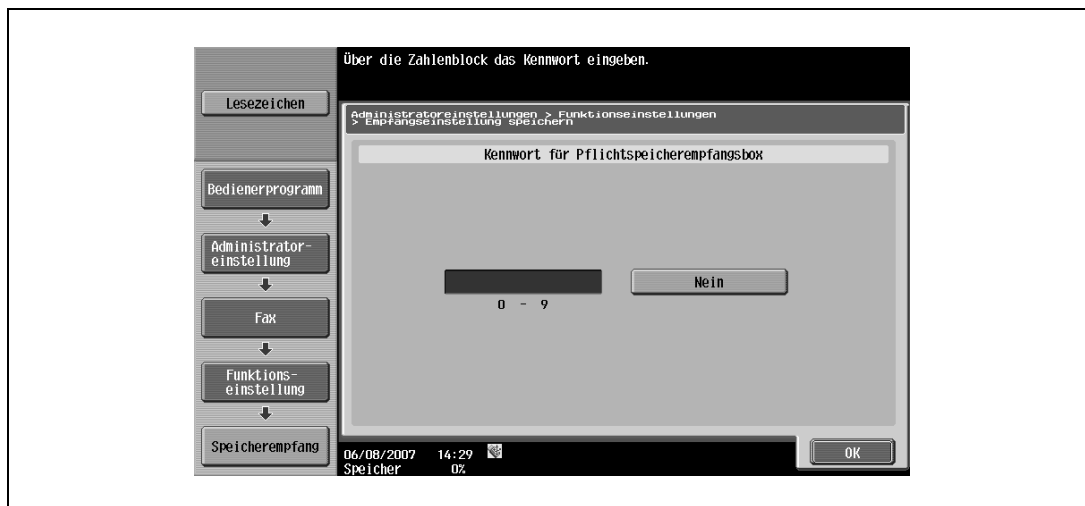 Über die Zahlenblock das Kennwort eingeben.
Lesezeichen
Administratoreinstellungen > Funktionseinstellungen
> Empfangseinstellung speichern
Kennwort für Pflichtspeicherempfangsbox
Bedienerprogramm
Administrator-
einstellung
Fax
Funktions-
einstellung
Speicherempfang
Nein
0 - 9
06/08/2007 14:29
Speicher 0%
OK